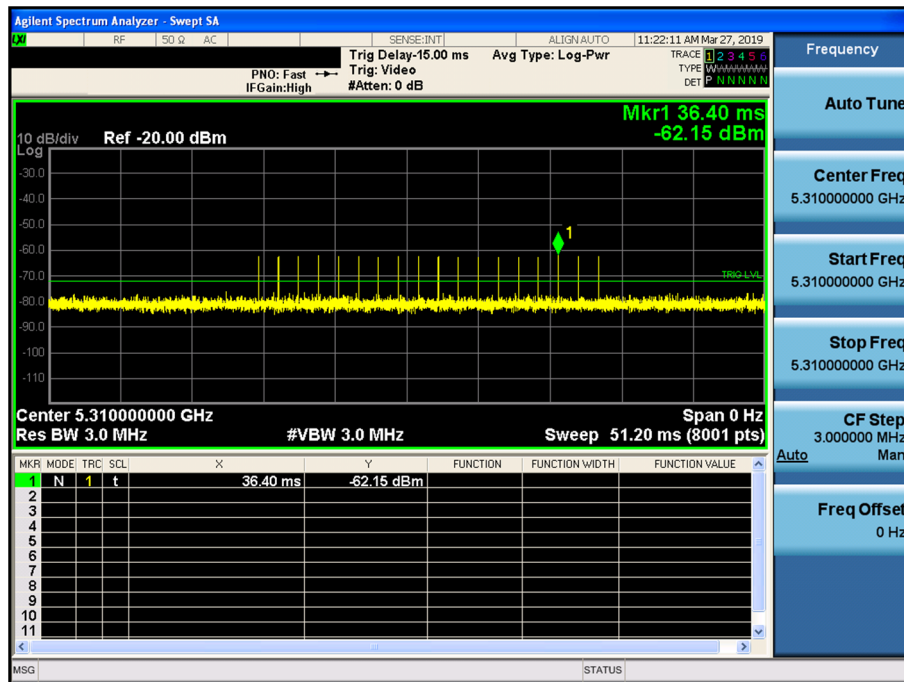 Agilent Spectrum Analyzer - Swept SA
LXI RF 50 Ω AC SENSE:INT ALIGN AUTO 11:22:11 AM Mar 27, 2019
PNO: Fast
IFGain:High
Trig Delay-15.00 ms
Trig: Video
#Atten: 0 dB
Avg Type: Log-Pwr
TRACE 1 2 3 4 5 6
TYPE WWWWWW
DET P N N N N N
Mkr1 36.40 ms
-62.15 dBm
10 dB/div Ref -20.00 dBm
Log
-30.0
-40.0
-50.0
-60.0
-70.0
-80.0
-90.0
-100
-110
1
TRIG LVL
Center 5.310000000 GHz Span 0 Hz
Res BW 3.0 MHz #VBW 3.0 MHz Sweep 51.20 ms (8001 pts)
MKR MODE TRC SCL X Y FUNCTION FUNCTION WIDTH FUNCTION VALUE
1 N 1 t 36.40 ms -62.15 dBm
2
3
4
5
6
7
8
9
10
11
MSG STATUS
Frequency
Auto Tune
Center Freq
5.310000000 GHz
Start Freq
5.310000000 GHz
Stop Freq
5.310000000 GHz
CF Step
3.000000 MHz
Auto Man
Freq Offset
0 Hz